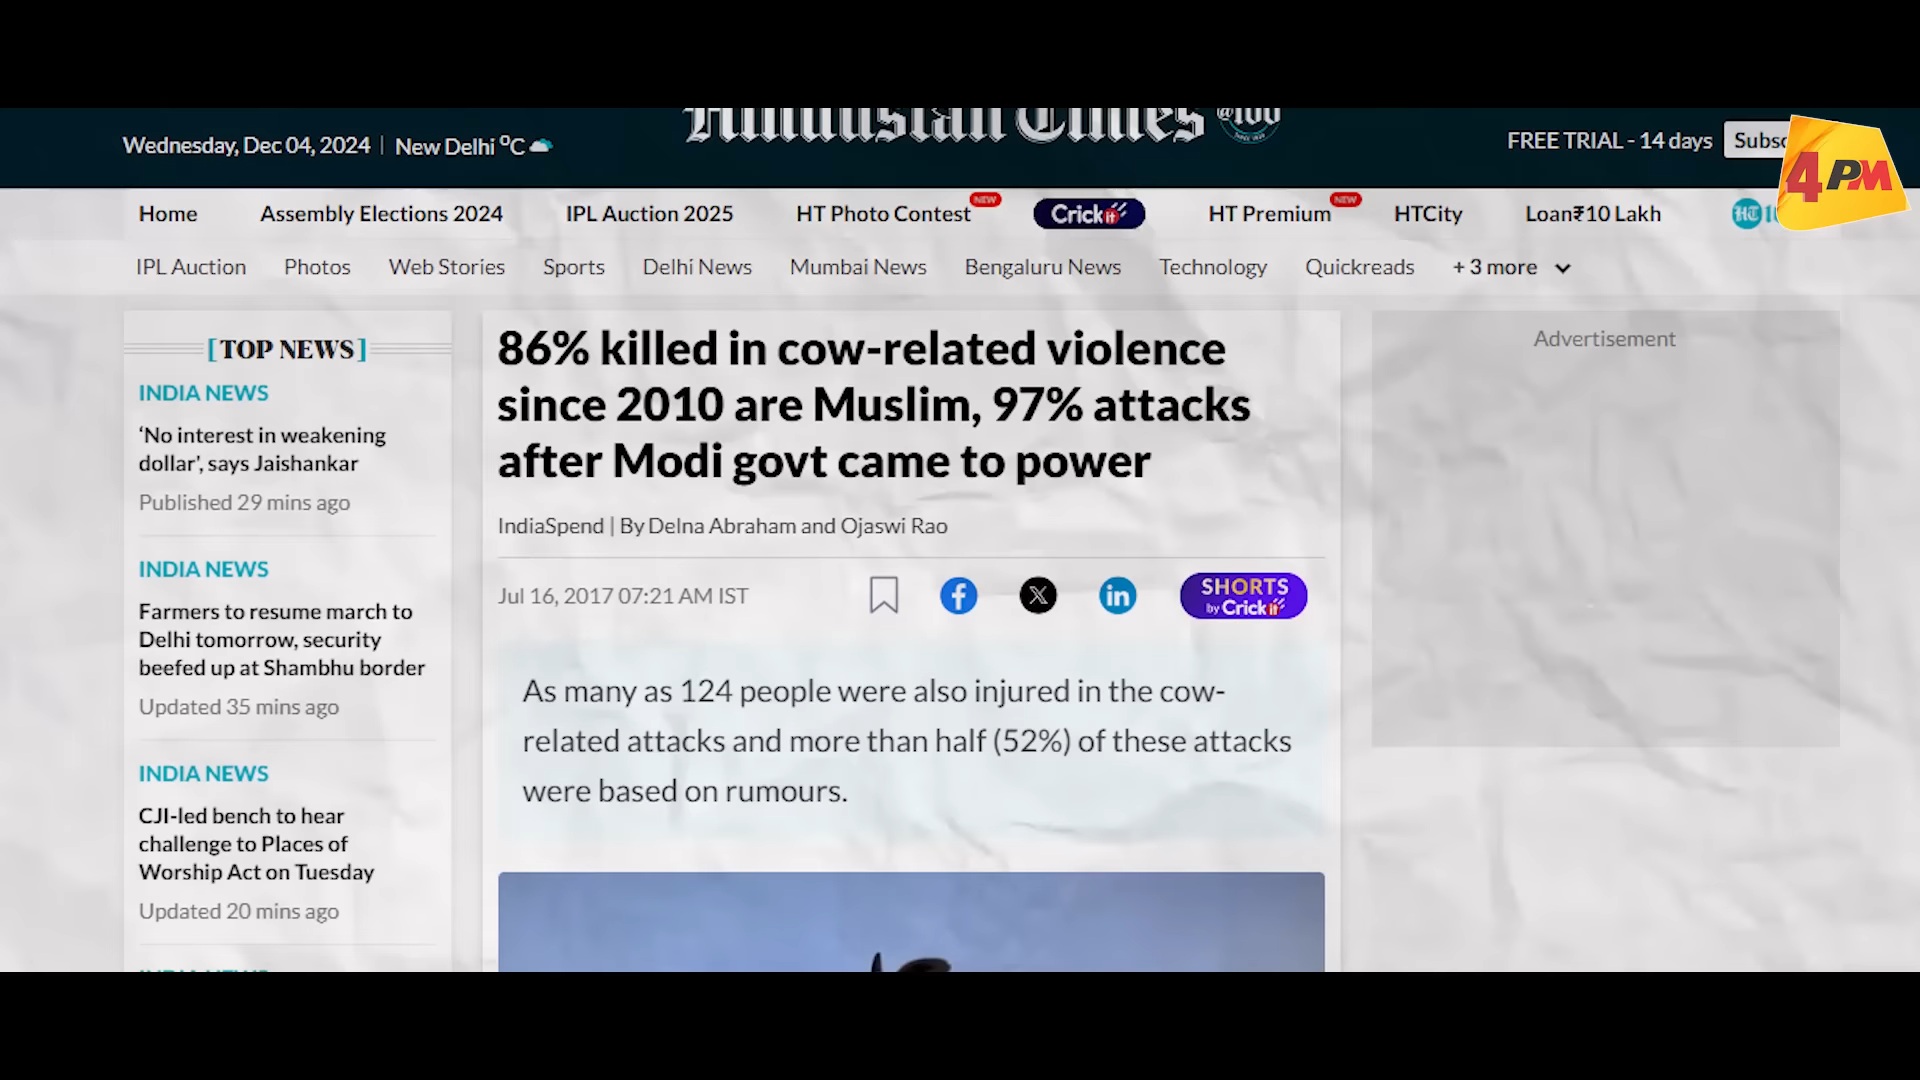 Hindustan Times @100
Wednesday, Dec 04, 2024 | New Delhi °C
FREE TRIAL - 14 days
4PM
Home Assembly Elections 2024 IPL Auction 2025 HT Photo Contest NEW Crickit HT Premium NEW HTCity Loan₹10 Lakh HT
IPL Auction Photos Web Stories Sports Delhi News Mumbai News Bengaluru News Technology Quickreads + 3 more
[TOP NEWS]
INDIA NEWS
‘No interest in weakening
dollar’, says Jaishankar
Published 29 mins ago
INDIA NEWS
Farmers to resume march to
Delhi tomorrow, security
beefed up at Shambhu border
Updated 35 mins ago
INDIA NEWS
CJI-led bench to hear
challenge to Places of
Worship Act on Tuesday
Updated 20 mins ago
86% killed in cow-related violence
since 2010 are Muslim, 97% attacks
after Modi govt came to power
IndiaSpend | By Delna Abraham and Ojaswi Rao
Jul 16, 2017 07:21 AM IST
SHORTS
by Crickit
As many as 124 people were also injured in the cow-
related attacks and more than half (52%) of these attacks
were based on rumours.
Advertisement